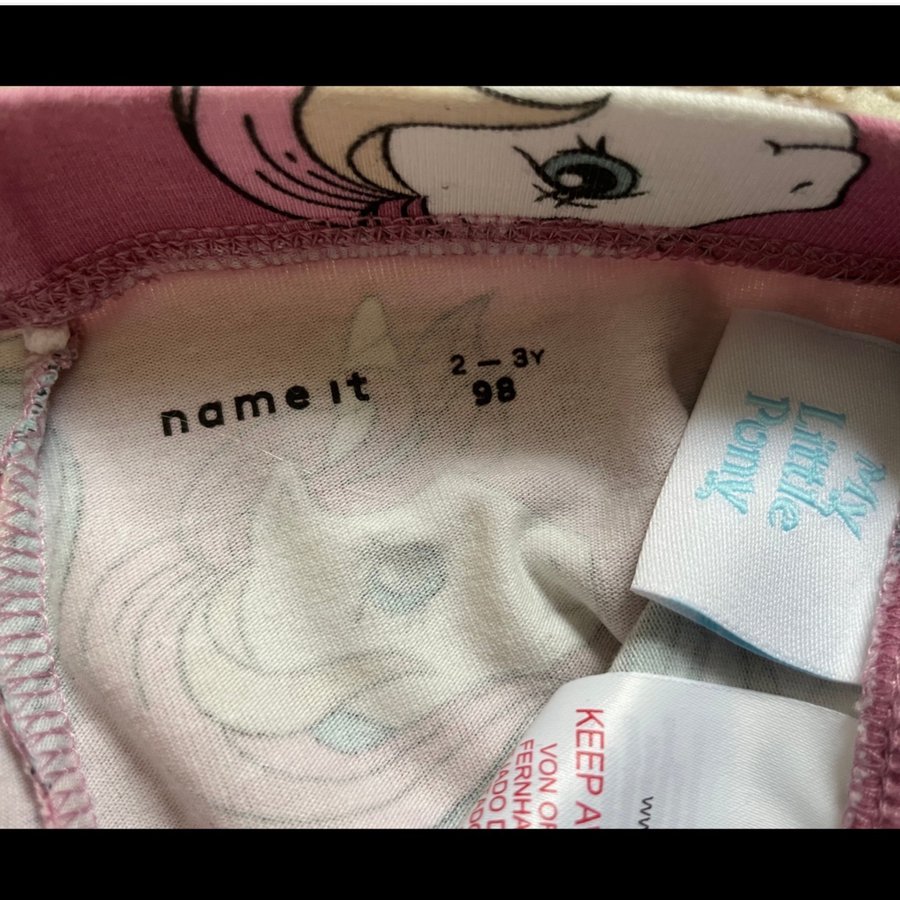 name it
2 – 3Y
98
My
Little
Pony
KEEP
VON
FERNHA